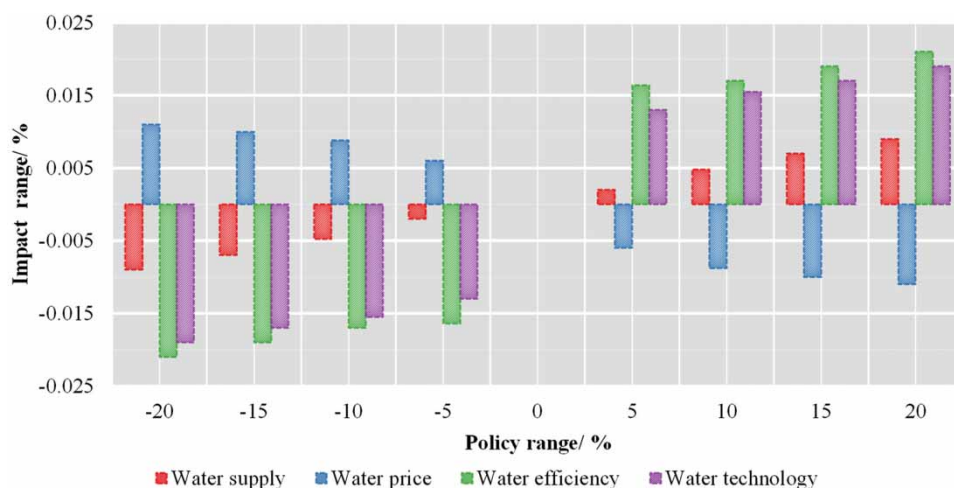 0.025
0.015
0.005
-0.005
-0.015
-0.025
Impact range/ %
-20 -15 -10 -5 0 5 10 15 20
Policy range/ %
Water supply Water price Water efficiency Water technology